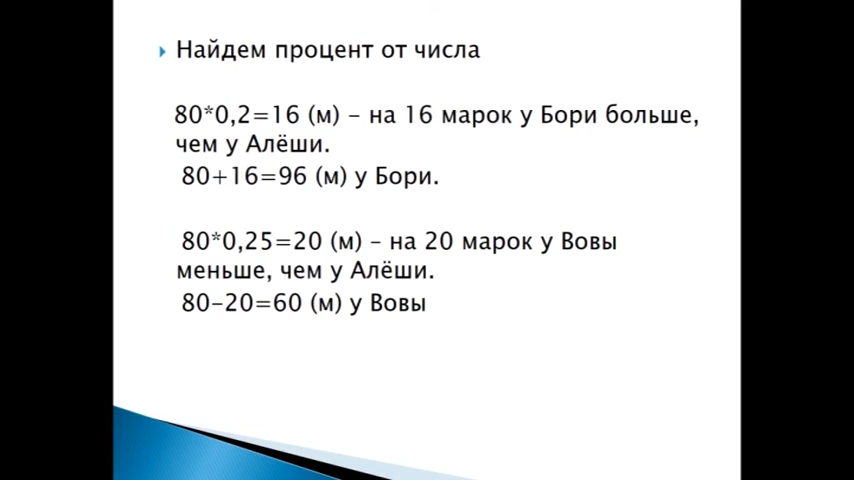 Найдем процент от числа
80*0,2=16 (м) – на 16 марок у Бори больше,
чем у Алёши.
80+16=96 (м) у Бори.
80*0,25=20 (м) – на 20 марок у Вовы
меньше, чем у Алёши.
80-20=60 (м) у Вовы